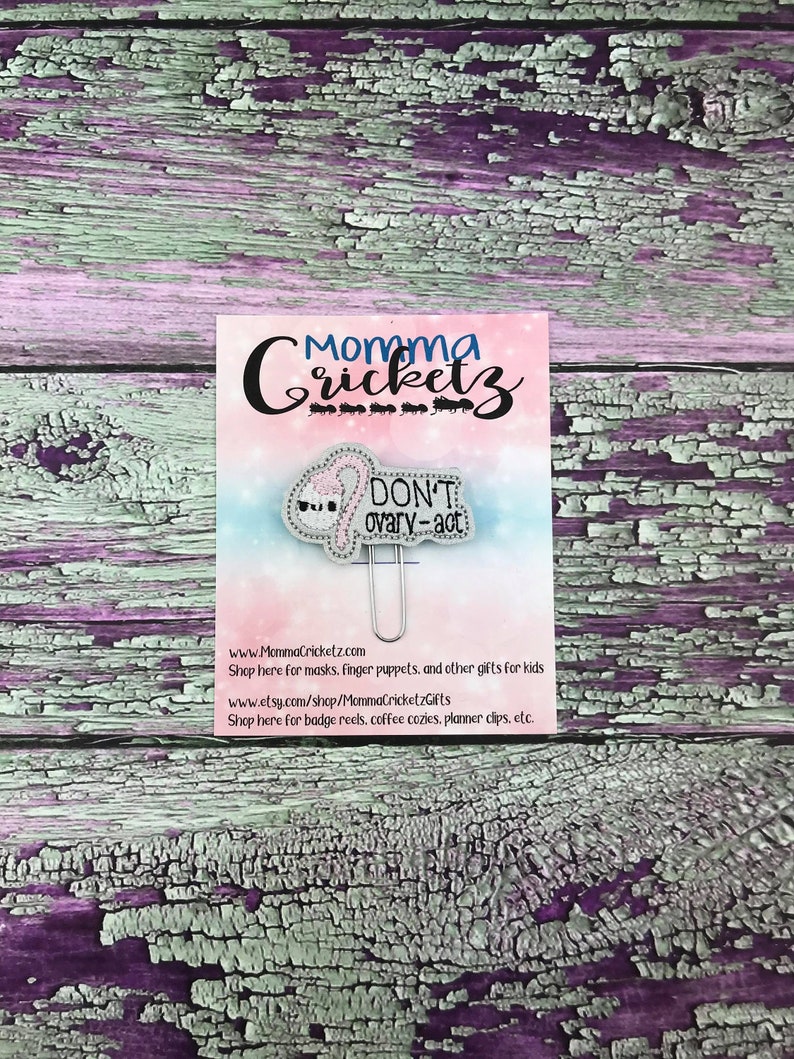 Momma
Cricketz
DON'T
ovary-act
www.MommaCricketz.com
Shop here for masks, finger puppets, and other gifts for kids
www.etsy.com/shop/MommaCricketzGifts
Shop here for badge reels, coffee cozies, planner clips, etc.